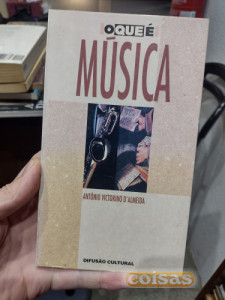 O QUE É
MÚSICA
ANTÓNIO VICTORINO D'ALMEIDA
DIFUSÃO CULTURAL
coisas